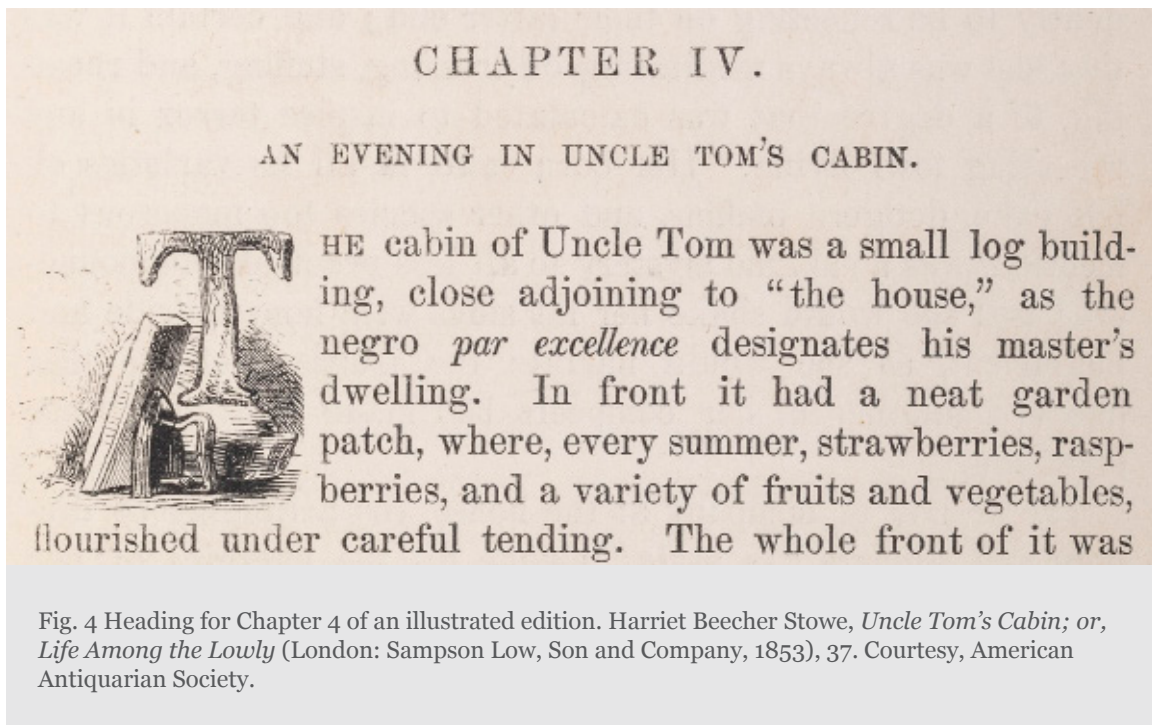 CHAPTER IV.
AN EVENING IN UNCLE TOM'S CABIN.
THE cabin of Uncle Tom was a small log build-
ing, close adjoining to “the house,” as the
negro par excellence designates his master's
dwelling. In front it had a neat garden
patch, where, every summer, strawberries, rasp-
berries, and a variety of fruits and vegetables,
flourished under careful tending. The whole front of it was
Fig. 4 Heading for Chapter 4 of an illustrated edition. Harriet Beecher Stowe, Uncle Tom’s Cabin; or,
Life Among the Lowly (London: Sampson Low, Son and Company, 1853), 37. Courtesy, American
Antiquarian Society.